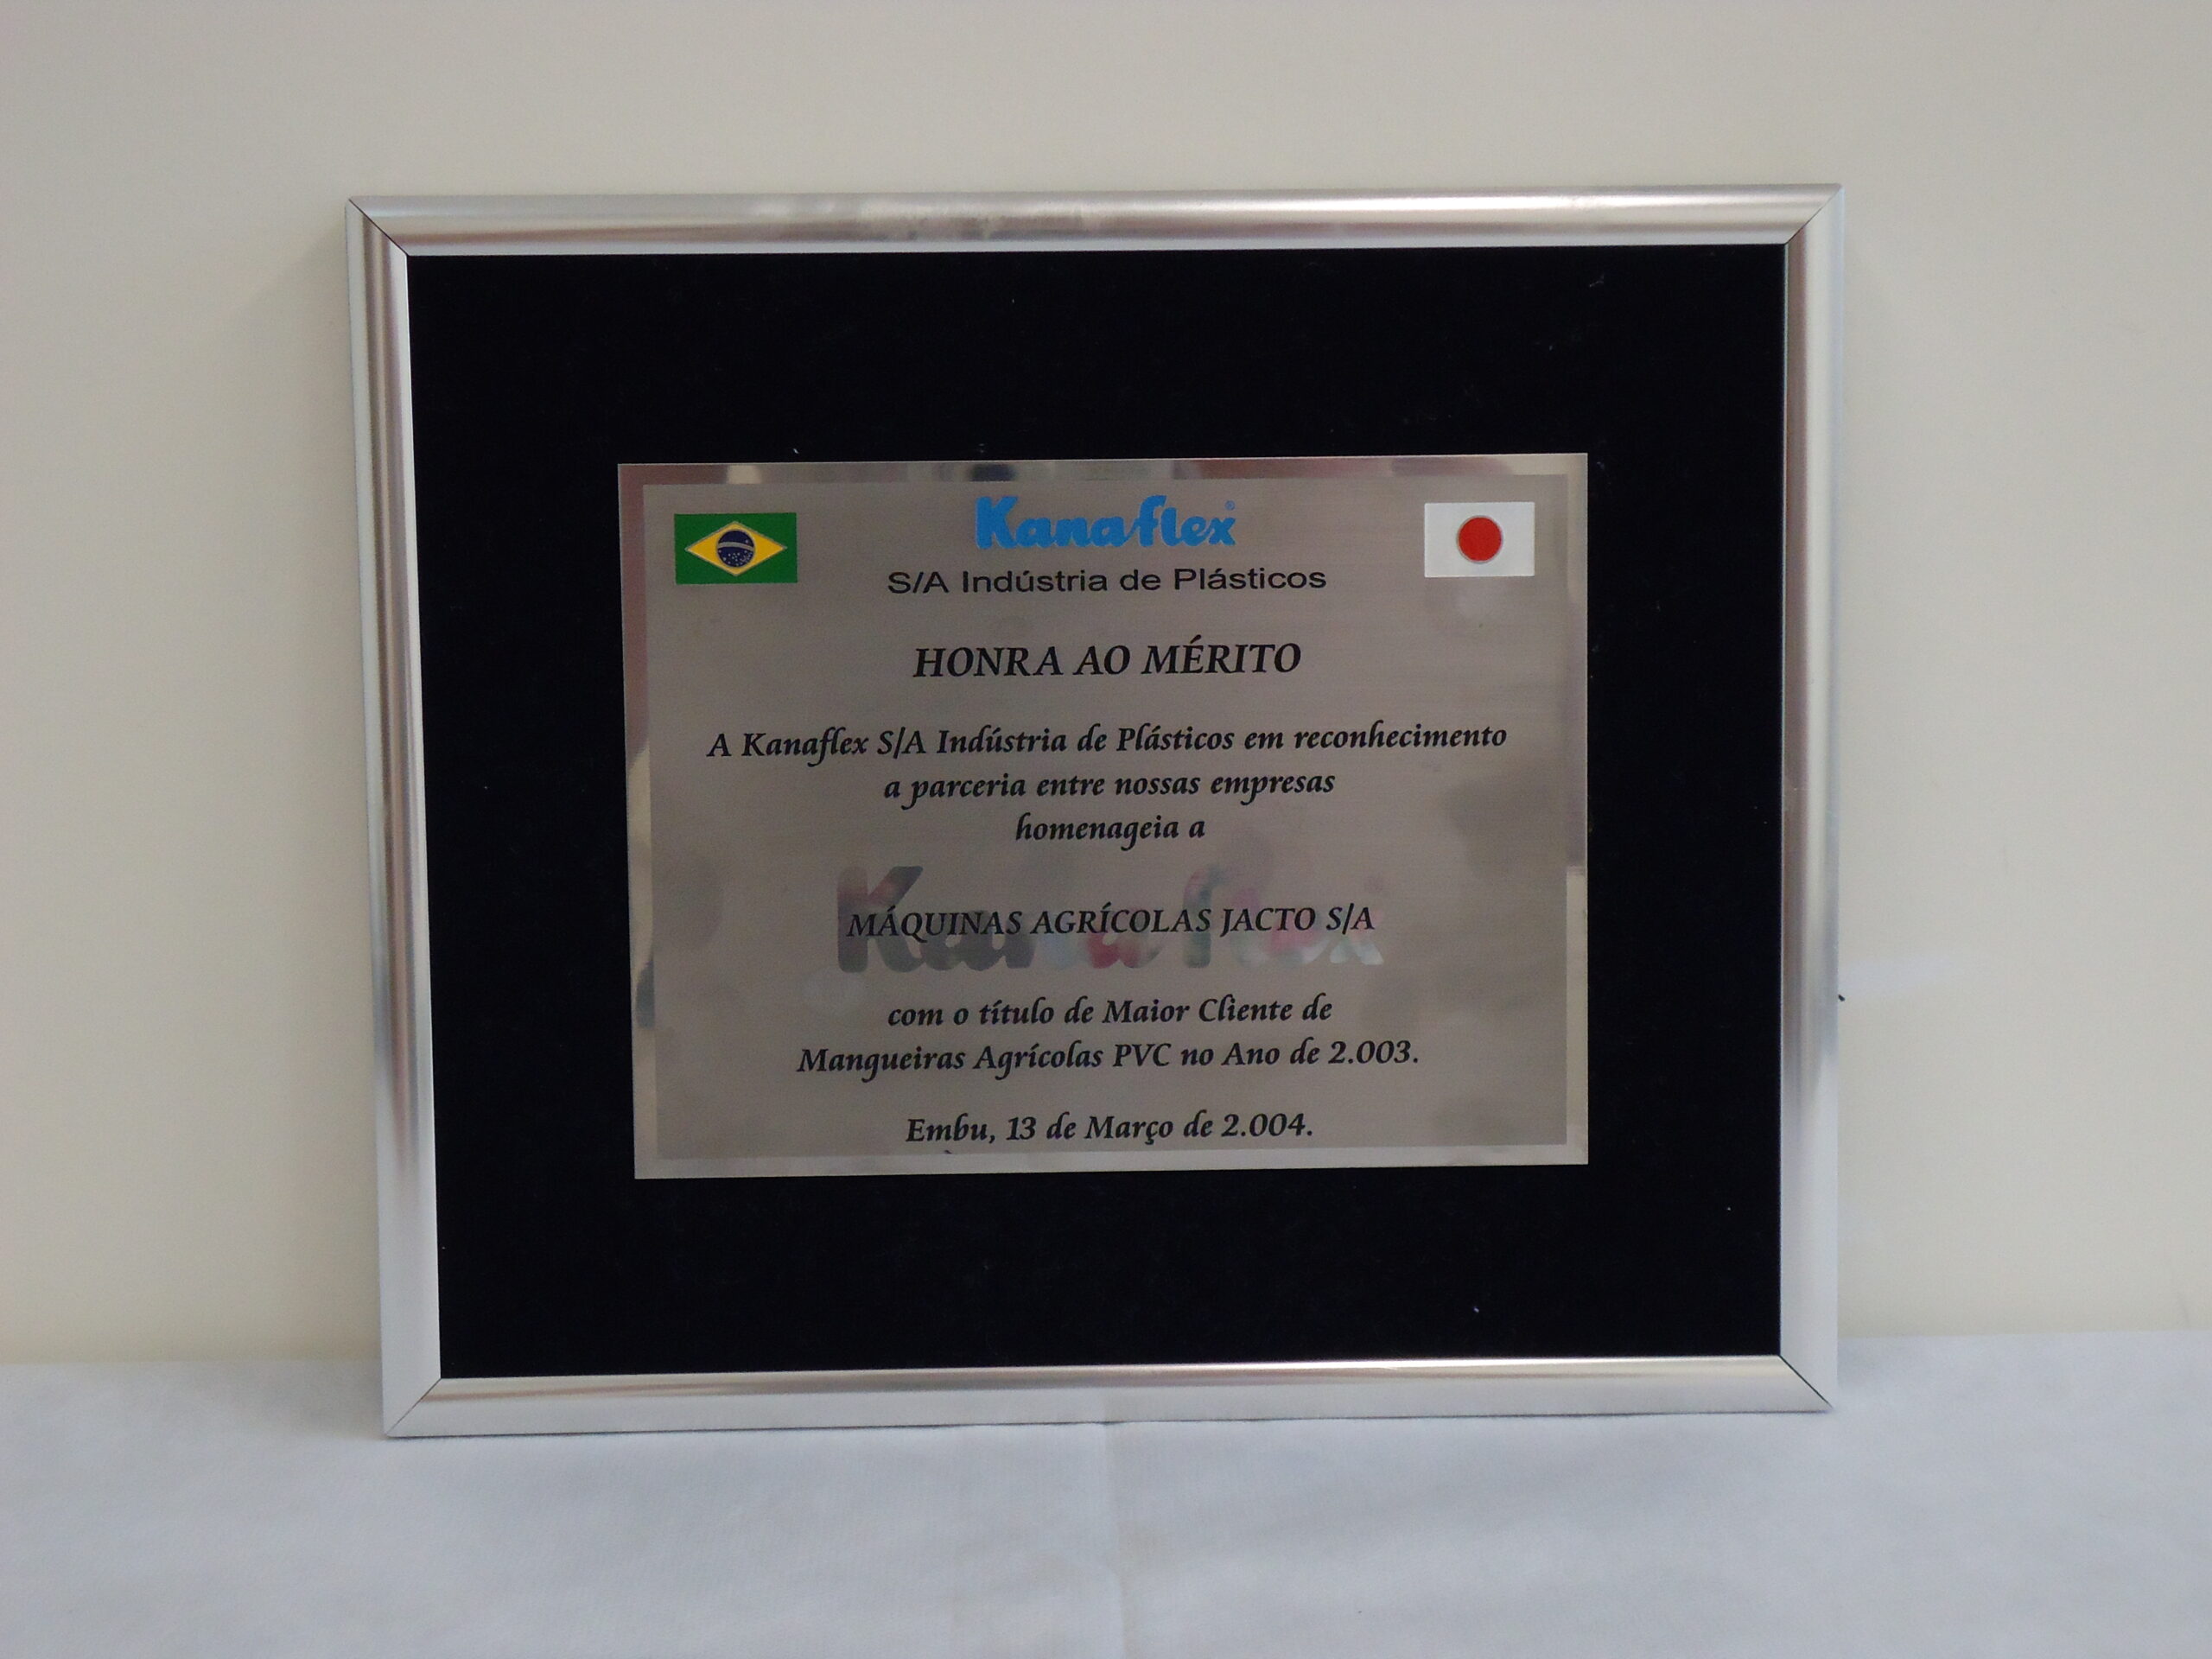 Kanaflex®
S/A Indústria de Plásticos
HONRA AO MÉRITO
A Kanaflex S/A Indústria de Plásticos em reconhecimento
a parceria entre nossas empresas
homenageia a
Kanaflex
MÁQUINAS AGRÍCOLAS JACTO S/A
com o título de Maior Cliente de
Mangueiras Agrícolas PVC no Ano de 2.003.
Embu, 13 de Março de 2.004.